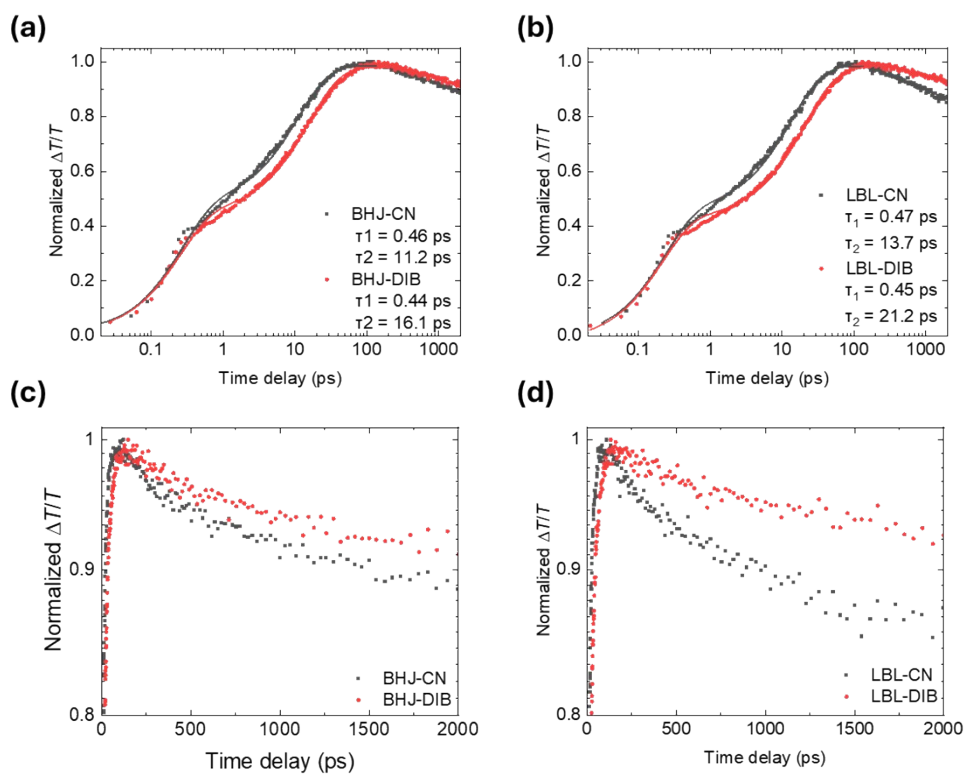 (a)
Normalized ΔT/T
1.0
0.8
0.6
0.4
0.2
0.0
BHJ-CN
τ1 = 0.46 ps
τ2 = 11.2 ps
BHJ-DIB
τ1 = 0.44 ps
τ2 = 16.1 ps
0.1
1
10
100
1000
Time delay (ps)
(b)
Normalized ΔT/T
1.0
0.8
0.6
0.4
0.2
0.0
LBL-CN
τ₁ = 0.47 ps
τ₂ = 13.7 ps
LBL-DIB
τ₁ = 0.45 ps
τ₂ = 21.2 ps
0.1
1
10
100
1000
Time delay (ps)
(c)
Normalized ΔT/T
1
0.9
0.8
BHJ-CN
BHJ-DIB
0
500
1000
1500
2000
Time delay (ps)
(d)
Normalized ΔT/T
1
0.9
0.8
LBL-CN
LBL-DIB
0
500
1000
1500
2000
Time delay (ps)